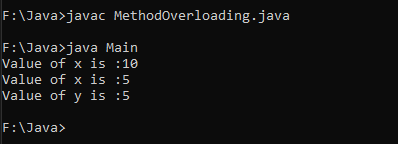 F:\Java>javac MethodOverloading.java
F:\Java>java Main
Value of x is :10
Value of x is :5
Value of y is :5
F:\Java>